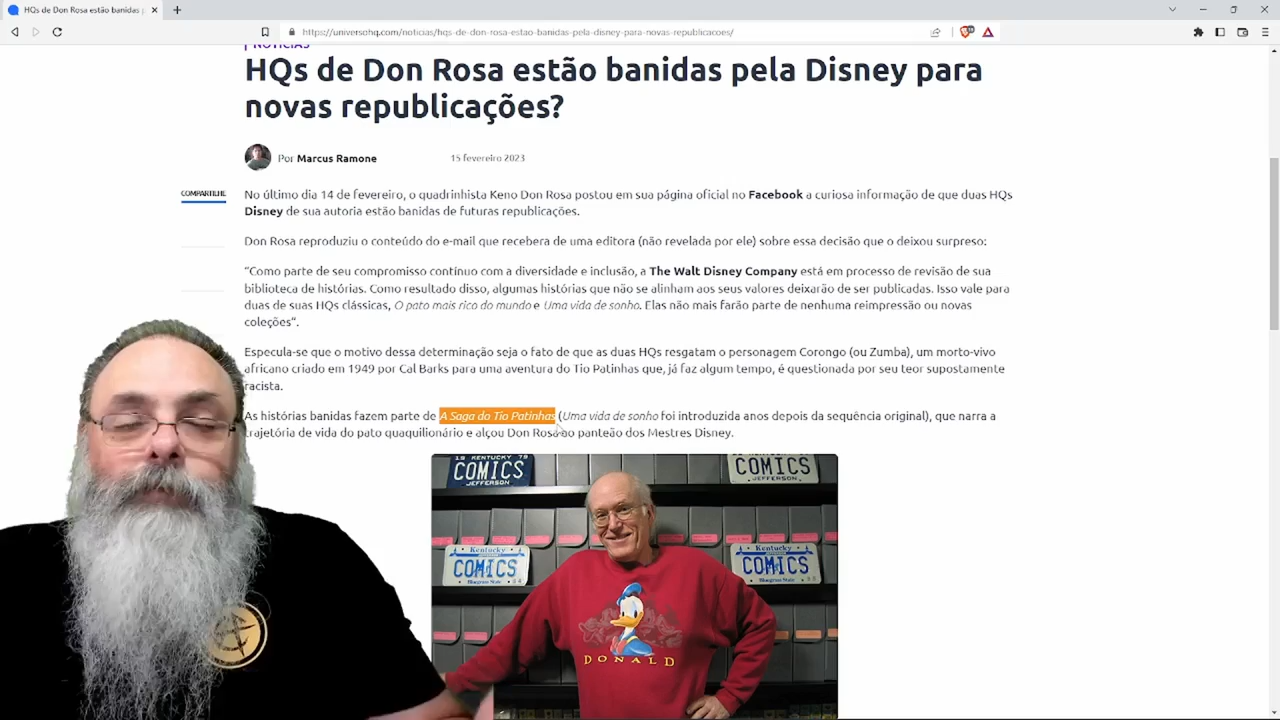 HQs de Don Rosa estão banidas p
https://universohq.com/noticias/hqs-de-don-rosa-estao-banidas-pela-disney-para-novas-republicacoes/
NOTÍCIAS
HQs de Don Rosa estão banidas pela Disney para
novas republicações?
Por Marcus Ramone 15 fevereiro 2023
COMPARTILHE
No último dia 14 de fevereiro, o quadrinhista Keno Don Rosa postou em sua página oficial no Facebook a curiosa informação de que duas HQs
Disney de sua autoria estão banidas de futuras republicações.
Don Rosa reproduziu o conteúdo do e-mail que recebera de uma editora (não revelada por ele) sobre essa decisão que o deixou surpreso:
“Como parte de seu compromisso contínuo com a diversidade e inclusão, a The Walt Disney Company está em processo de revisão de sua
biblioteca de histórias. Como resultado disso, algumas histórias que não se alinham aos seus valores deixarão de ser publicadas. Isso vale para
duas de suas HQs clássicas, O pato mais rico do mundo e Uma vida de sonho. Elas não mais farão parte de nenhuma reimpressão ou novas
coleções“.
Especula-se que o motivo dessa determinação seja o fato de que as duas HQs resgatam o personagem Corongo (ou Zumba), um morto-vivo
africano criado em 1949 por Cal Barks para uma aventura do Tio Patinhas que, já faz algum tempo, é questionada por seu teor supostamente
racista.
As histórias banidas fazem parte de A Saga do Tio Patinhas (Uma vida de sonho foi introduzida anos depois da sequência original), que narra a
trajetória de vida do pato quaquilionário e alçou Don Rosa ao panteão dos Mestres Disney.
19 KENTUCKY 79
COMICS
JEFFERSON
COMICS
JEFFERSON
Kentucky
COMICS
Bluegrass State
Kentucky
COMICS
Bluegrass State
DONALD